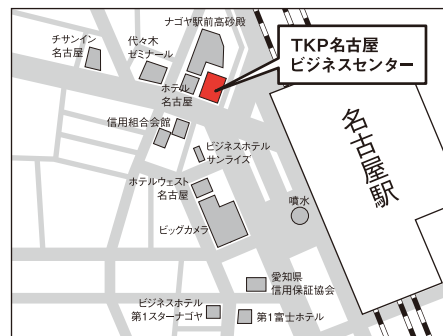 ナゴヤ駅前高砂殿
チサンイン
名古屋
代々木
ゼミナール
TKP名古屋
ビジネスセンター
ホテル
名古屋
信用組合会館
ビジネスホテル
サンライズ
名古屋駅
ホテルウェスト
名古屋
噴水
ビッグカメラ
愛知県
信用保証協会
ビジネスホテル
第1スターナゴヤ
第1富士ホテル